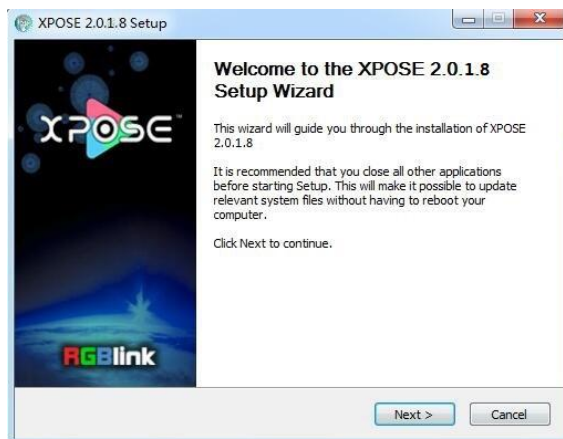 XPOSE 2.0.1.8 Setup
XPOSE™
RGBlink
Welcome to the XPOSE 2.0.1.8
Setup Wizard
This wizard will guide you through the installation of XPOSE
2.0.1.8
It is recommended that you close all other applications
before starting Setup. This will make it possible to update
relevant system files without having to reboot your
computer.
Click Next to continue.
Next >
Cancel